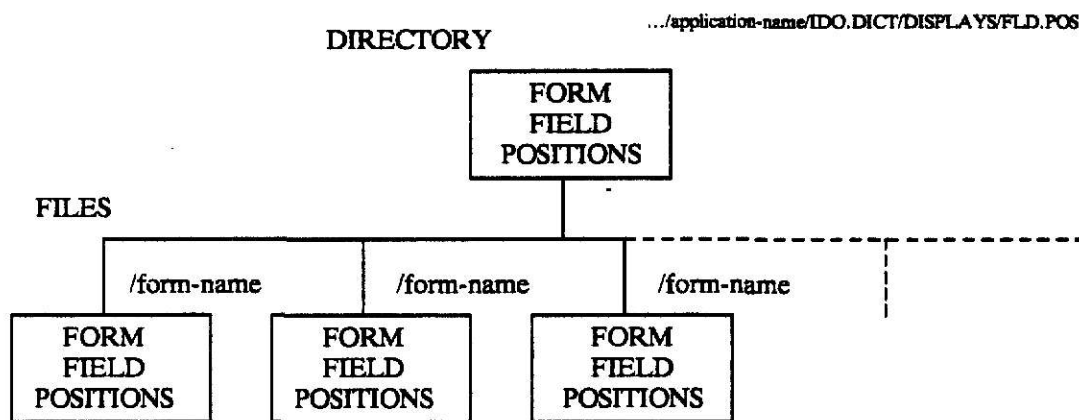 .../application-name/IDO.DICT/DISPLAYS/FLD.POS
DIRECTORY
FORM
FIELD
POSITIONS
FILES
/form-name
/form-name
/form-name
FORM
FIELD
POSITIONS
FORM
FIELD
POSITIONS
FORM
FIELD
POSITIONS